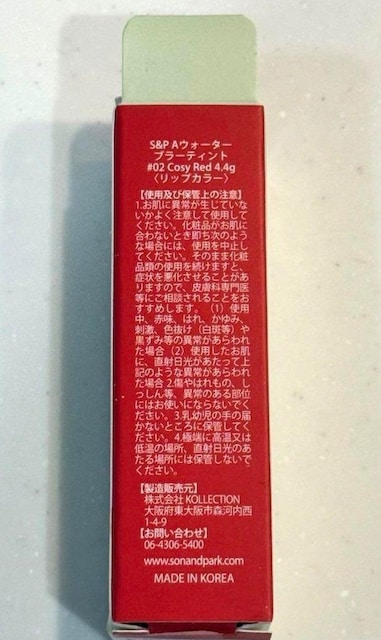 S&P Aウォーター
ブラーティント
#02 Cosy Red 4.4g
〈リップカラー〉
【使用及び保管上の注意】
1.お肌に異常が生じていな
いかよく注意して使用して
ください。化粧品がお肌に
合わないとき即ち次のよう
な場合には、使用を中止し
てください。そのまま化粧
品類の使用を続けますと、
症状を悪化させることがあ
りますので、皮膚科専門医
等にご相談されることをお
すすめします。（1）使用
中、赤味、はれ、かゆみ、
刺激、色抜け（白斑等）や
黒ずみ等の異常があらわれ
た場合（2）使用したお肌
に、直射日光があたって上
記のような異常があらわれ
た場合 2.傷やはれもの、し
っしん等、異常のある部位
にはお使いにならないでく
ださい。3.乳幼児の手の届
かないところに保管してく
ださい。4.極端に高温又は
低温の場所、直射日光のあ
たる場所には保管しないで
ください。
【製造販売元】
株式会社 KOLLECTION
大阪府東大阪市森河内西
1-4-9
【お問い合わせ】
06-4306-5400
www.sonandpark.com
MADE IN KOREA